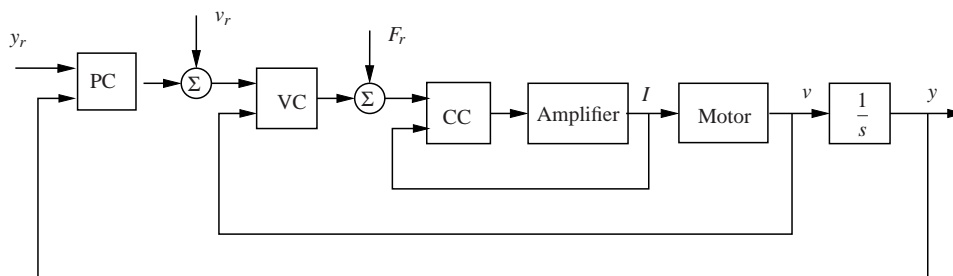 v_r
F_r
y_r
PC
Σ
VC
Σ
CC
Amplifier
I
Motor
v
1
s
y